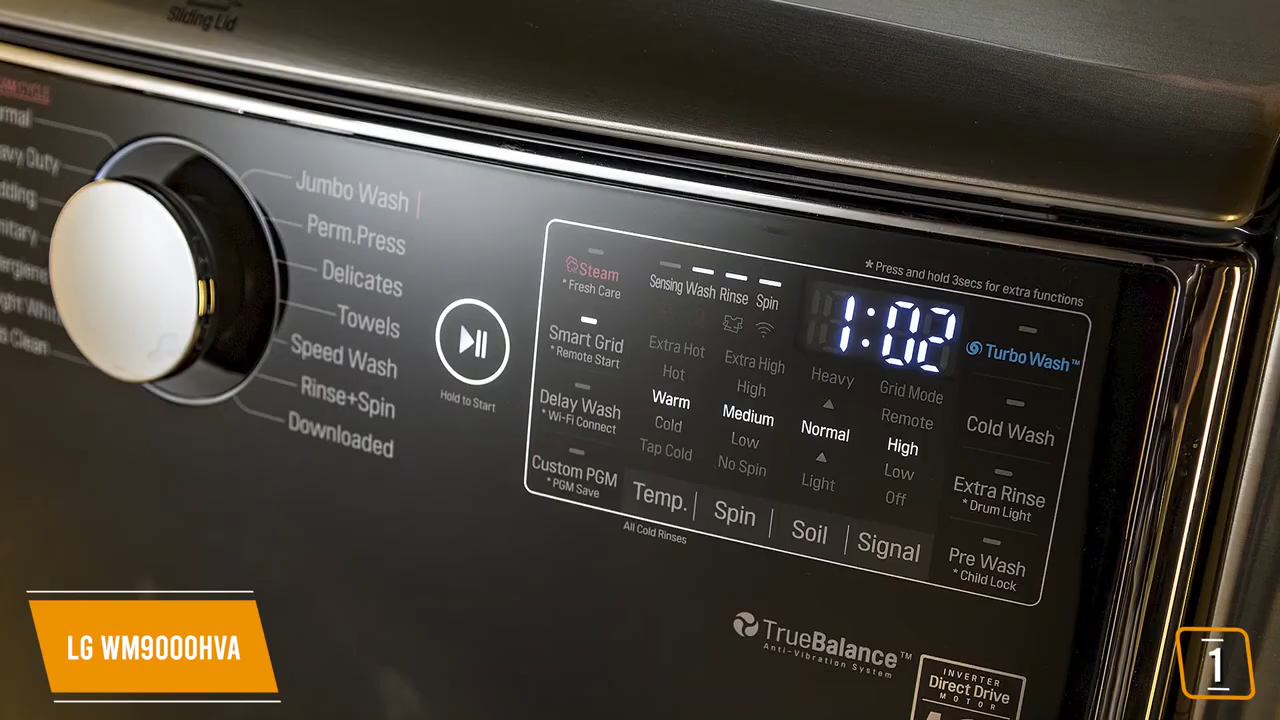 Sliding Lid
Jumbo Wash
Perm.Press
Delicates
Towels
Speed Wash
Rinse+Spin
Downloaded
Hold to Start
Steam
* Fresh Care
Smart Grid
* Remote Start
Delay Wash
* Wi-Fi Connect
Custom PGM
* PGM Save
* Press and hold 3secs for extra functions
Sensing Wash Rinse Spin
1:02
Extra Hot
Hot
Warm
Cold
Tap Cold
Extra High
High
Medium
Low
No Spin
Heavy
Normal
Light
Grid Mode
Remote
High
Low
Off
Temp. | Spin | Soil | Signal
All Cold Rinses
Turbo Wash™
Cold Wash
Extra Rinse
* Drum Light
Pre Wash
* Child Lock
TrueBalance™
Anti-Vibration System
INVERTER
Direct Drive
MOTOR
LG WM9000HVA
1